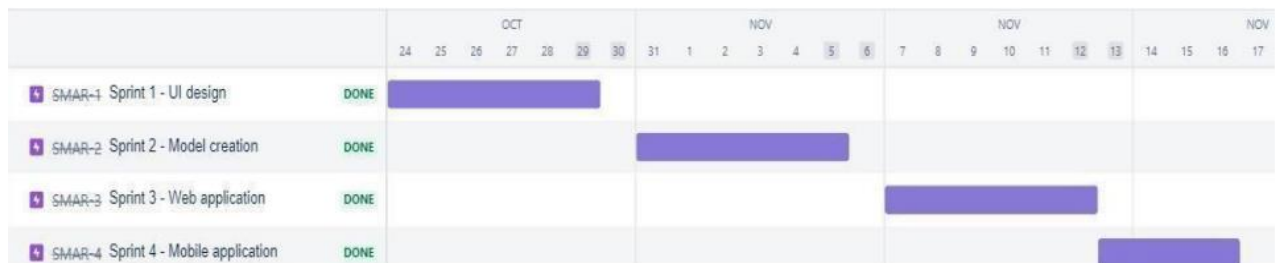 OCT NOV NOV NOV
24 25 26 27 28 29 30 31 1 2 3 4 5 6 7 8 9 10 11 12 13 14 15 16 17
SMAR-1 Sprint 1 - UI design DONE
SMAR-2 Sprint 2 - Model creation DONE
SMAR-3 Sprint 3 - Web application DONE
SMAR-4 Sprint 4 - Mobile application DONE